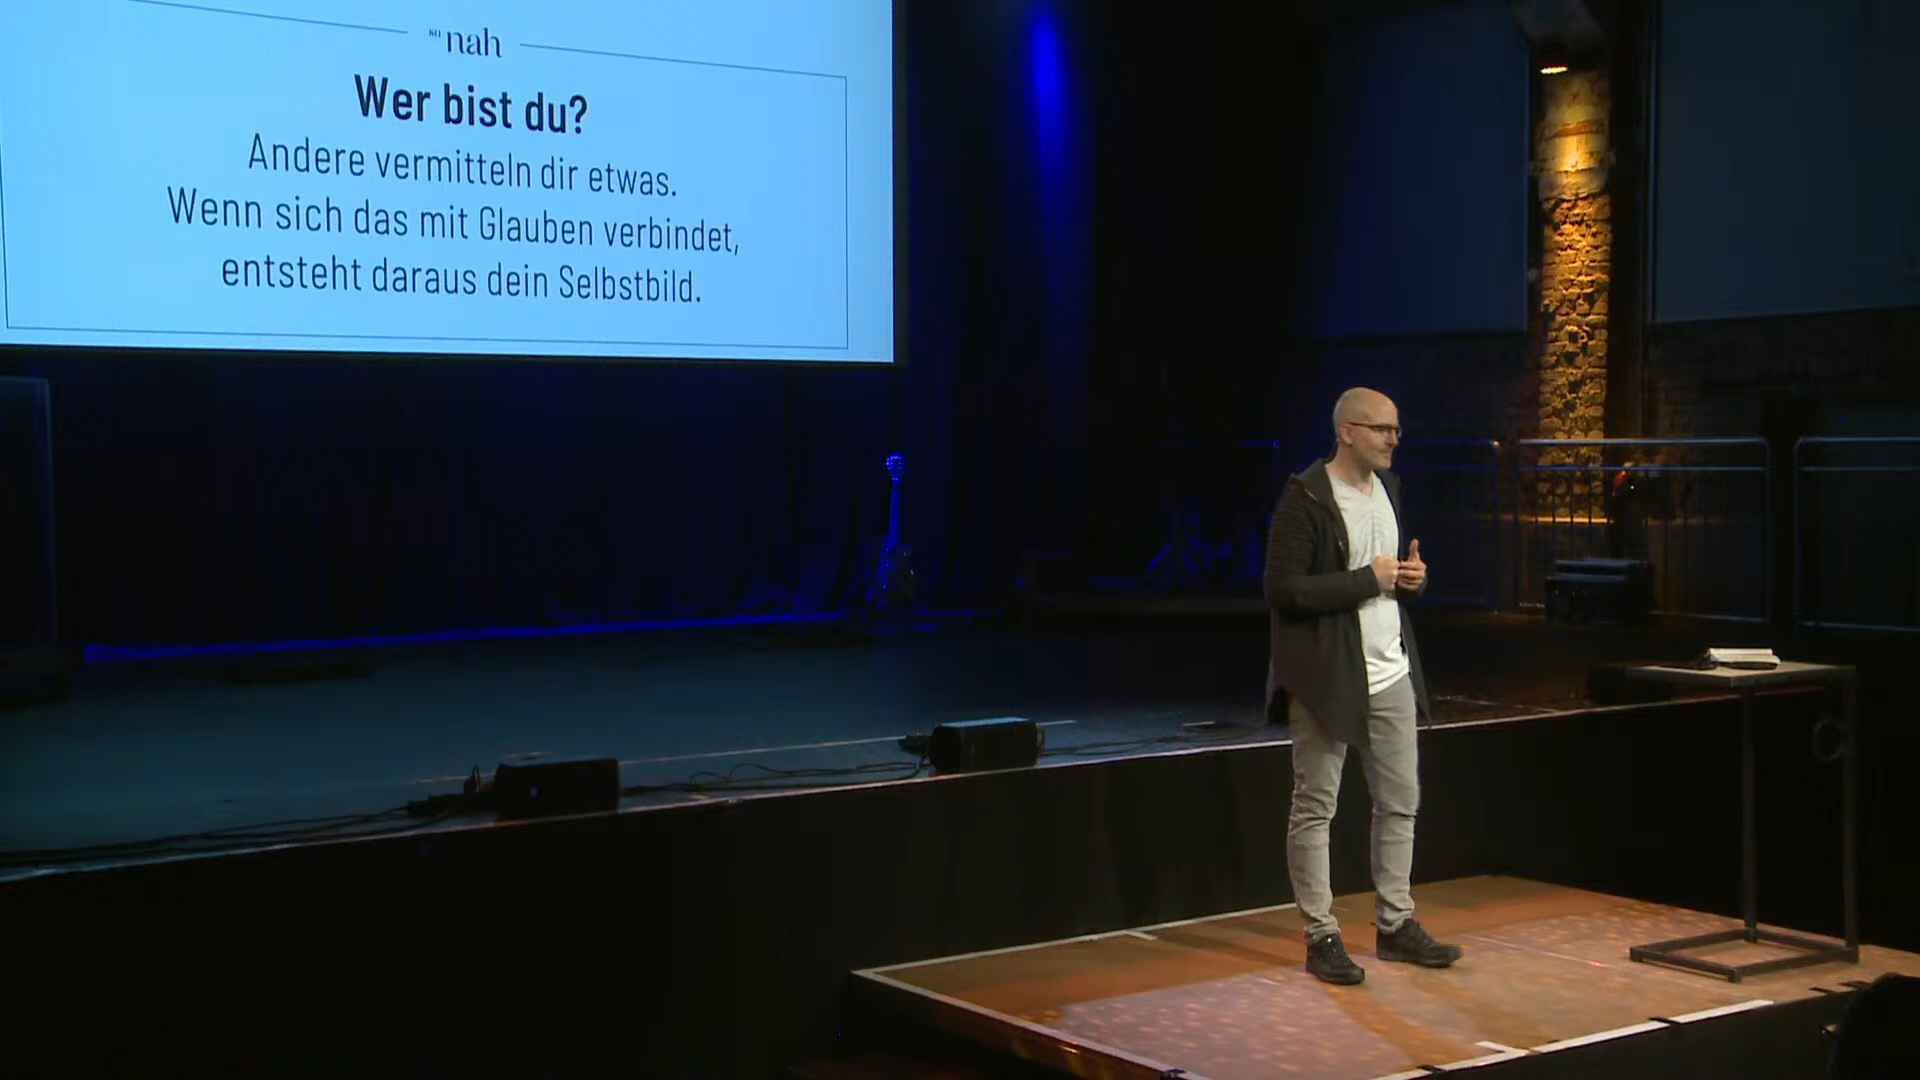 so nah
Wer bist du?
Andere vermitteln dir etwas.
Wenn sich das mit Glauben verbindet,
entsteht daraus dein Selbstbild.